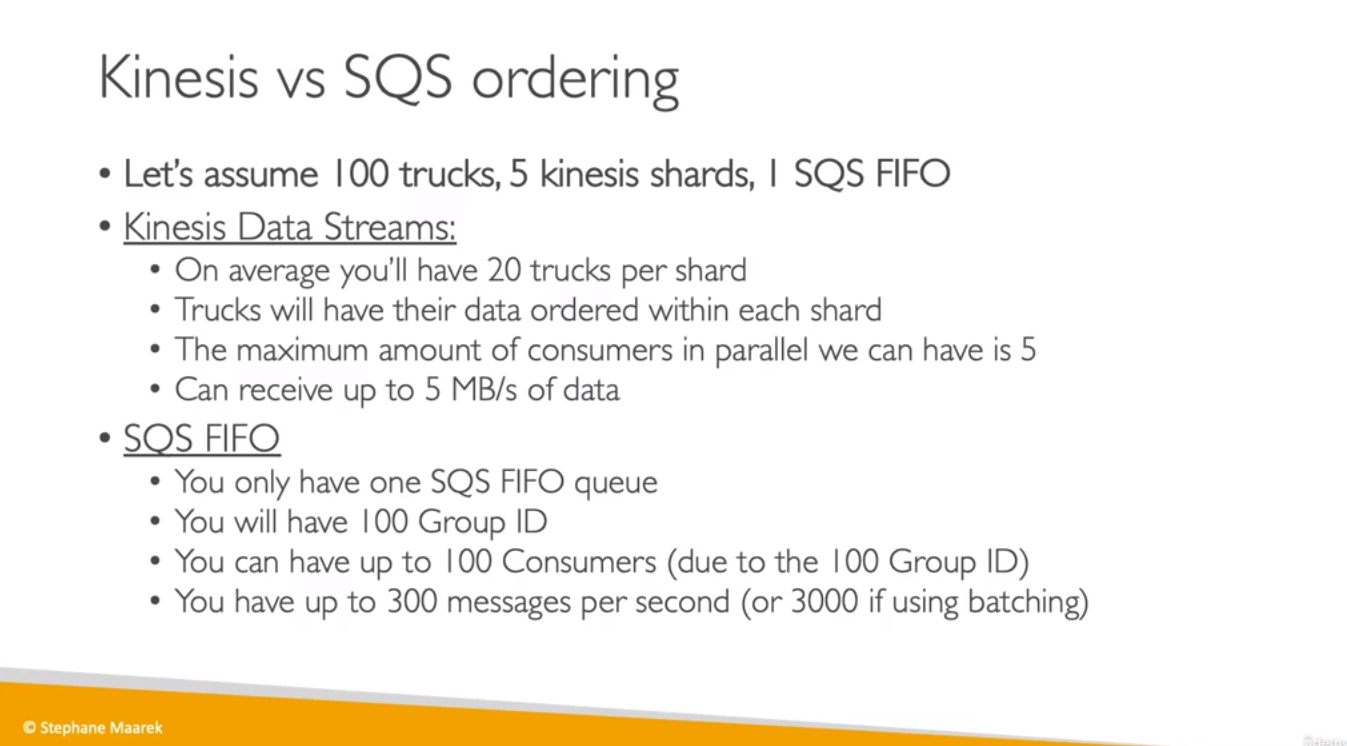 Kinesis vs SQS ordering
• Let's assume 100 trucks, 5 kinesis shards, 1 SQS FIFO
• Kinesis Data Streams:
• On average you'll have 20 trucks per shard
• Trucks will have their data ordered within each shard
• The maximum amount of consumers in parallel we can have is 5
• Can receive up to 5 MB/s of data
• SQS FIFO
• You only have one SQS FIFO queue
• You will have 100 Group ID
• You can have up to 100 Consumers (due to the 100 Group ID)
• You have up to 300 messages per second (or 3000 if using batching)
© Stephane Maarek